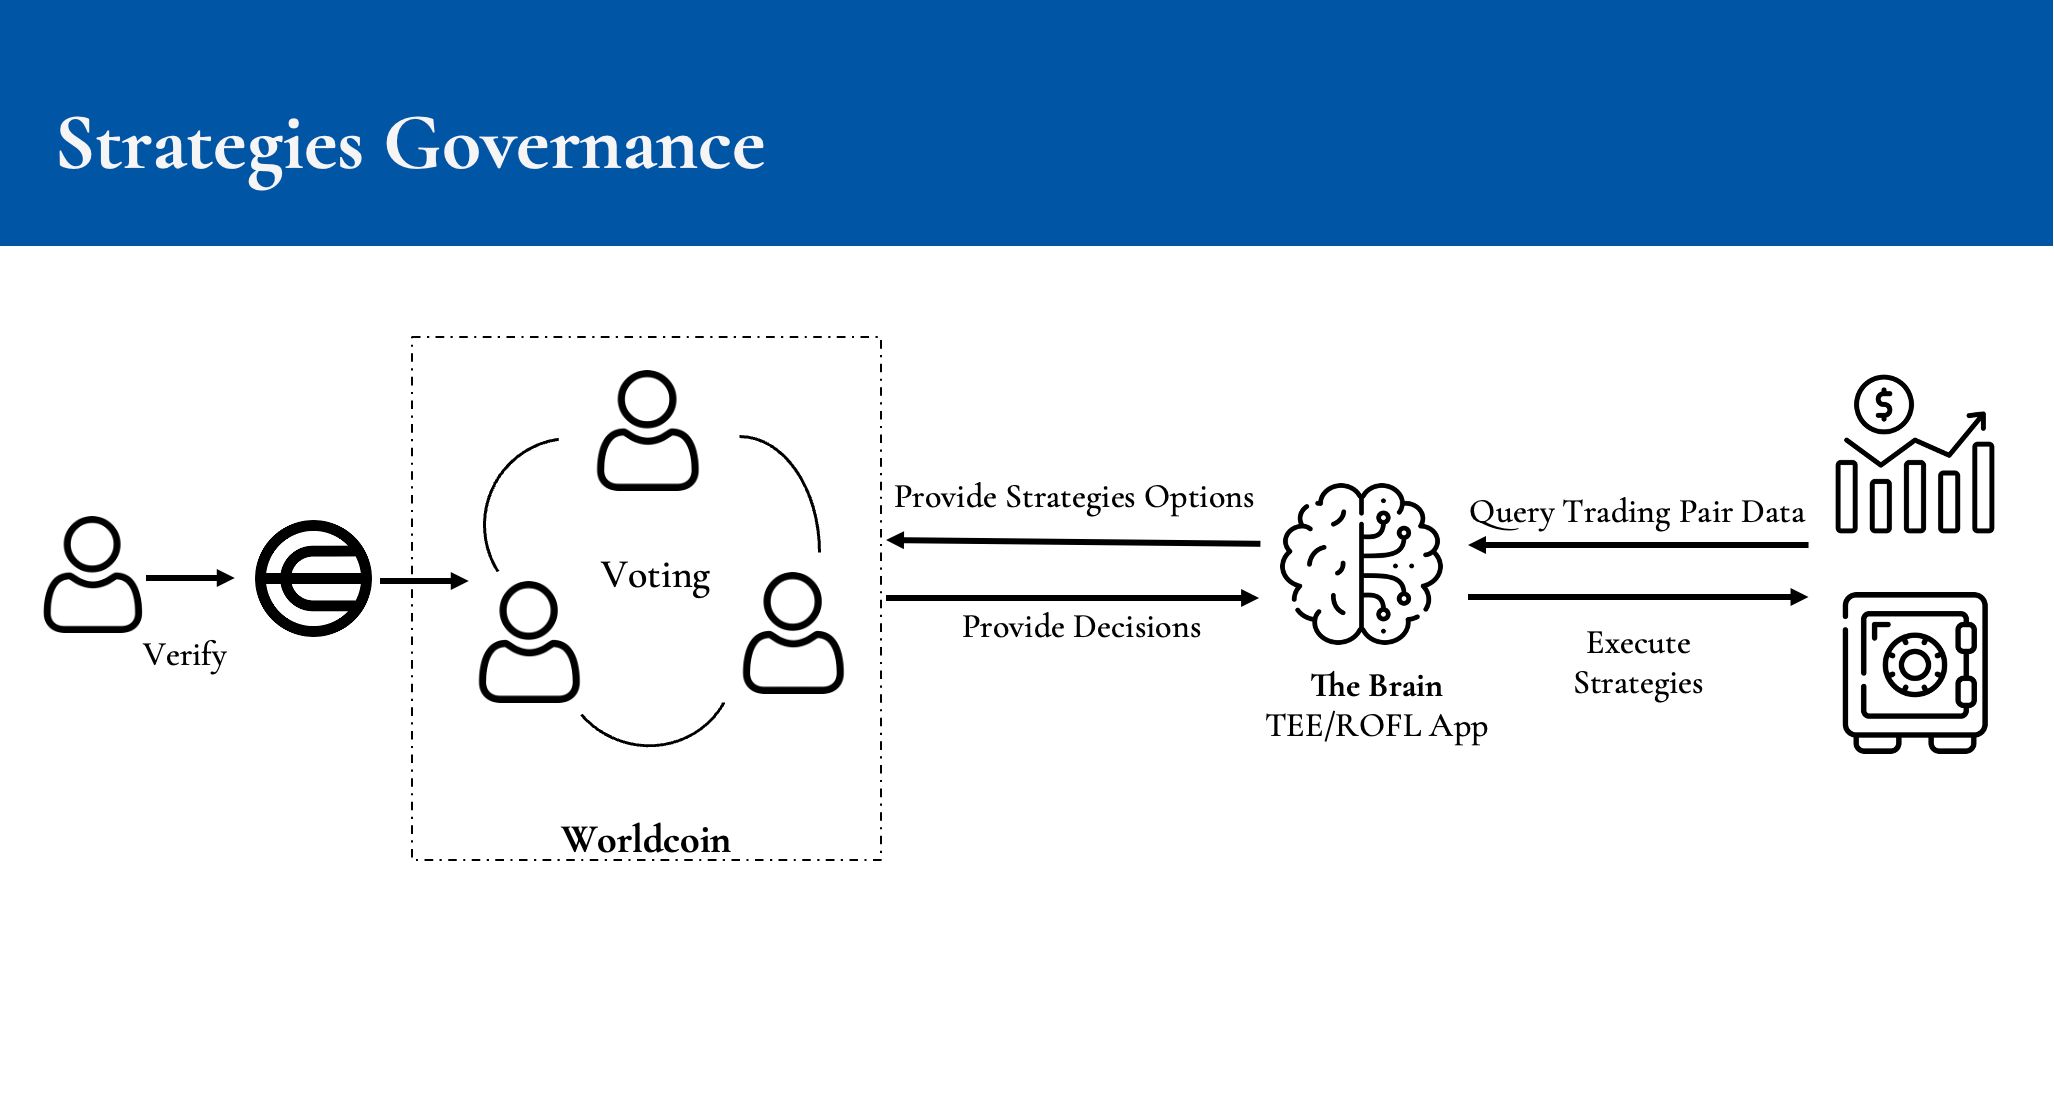 Strategies Governance
Verify
Voting
Worldcoin
Provide Strategies Options
Provide Decisions
The Brain
TEE/ROFL App
Query Trading Pair Data
Execute
Strategies
$